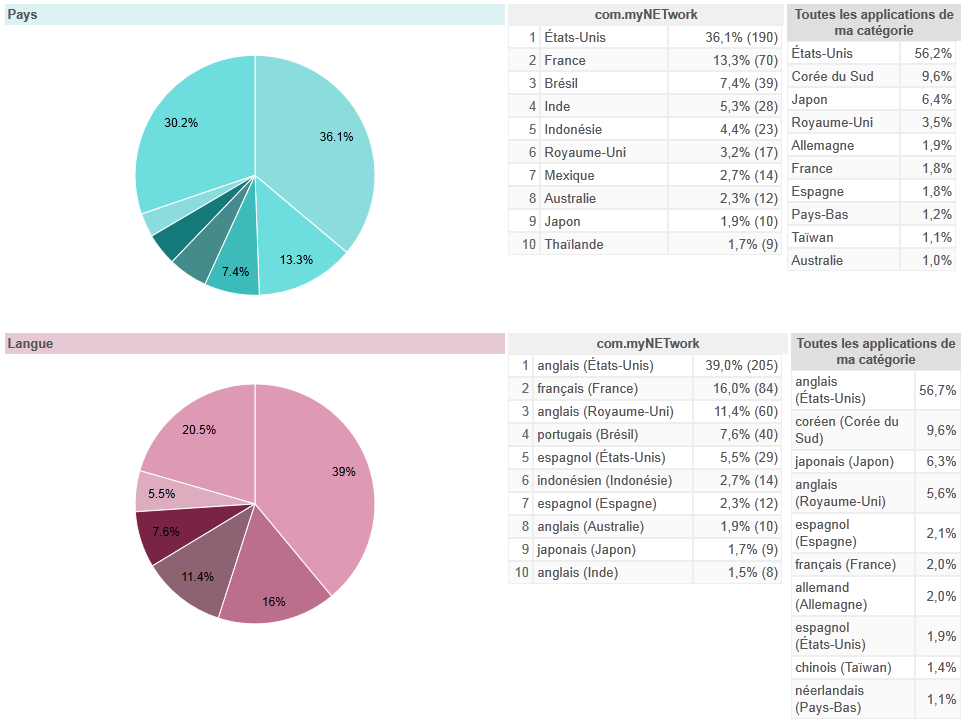 Pays
30.2%
36.1%
13.3%
7.4%
com.myNETwork
1 États-Unis 36,1% (190)
2 France 13,3% (70)
3 Brésil 7,4% (39)
4 Inde 5,3% (28)
5 Indonésie 4,4% (23)
6 Royaume-Uni 3,2% (17)
7 Mexique 2,7% (14)
8 Australie 2,3% (12)
9 Japon 1,9% (10)
10 Thaïlande 1,7% (9)
Toutes les applications de
ma catégorie
États-Unis 56,2%
Corée du Sud 9,6%
Japon 6,4%
Royaume-Uni 3,5%
Allemagne 1,9%
France 1,8%
Espagne 1,8%
Pays-Bas 1,2%
Taïwan 1,1%
Australie 1,0%
Langue
20.5%
39%
5.5%
7.6%
11.4%
16%
com.myNETwork
1 anglais (États-Unis) 39,0% (205)
2 français (France) 16,0% (84)
3 anglais (Royaume-Uni) 11,4% (60)
4 portugais (Brésil) 7,6% (40)
5 espagnol (États-Unis) 5,5% (29)
6 indonésien (Indonésie) 2,7% (14)
7 espagnol (Espagne) 2,3% (12)
8 anglais (Australie) 1,9% (10)
9 japonais (Japon) 1,7% (9)
10 anglais (Inde) 1,5% (8)
Toutes les applications de
ma catégorie
anglais
(États-Unis) 56,7%
coréen (Corée du
Sud) 9,6%
japonais (Japon) 6,3%
anglais
(Royaume-Uni) 5,6%
espagnol
(Espagne) 2,1%
français (France) 2,0%
allemand
(Allemagne) 2,0%
espagnol
(États-Unis) 1,9%
chinois (Taïwan) 1,4%
néerlandais
(Pays-Bas) 1,1%